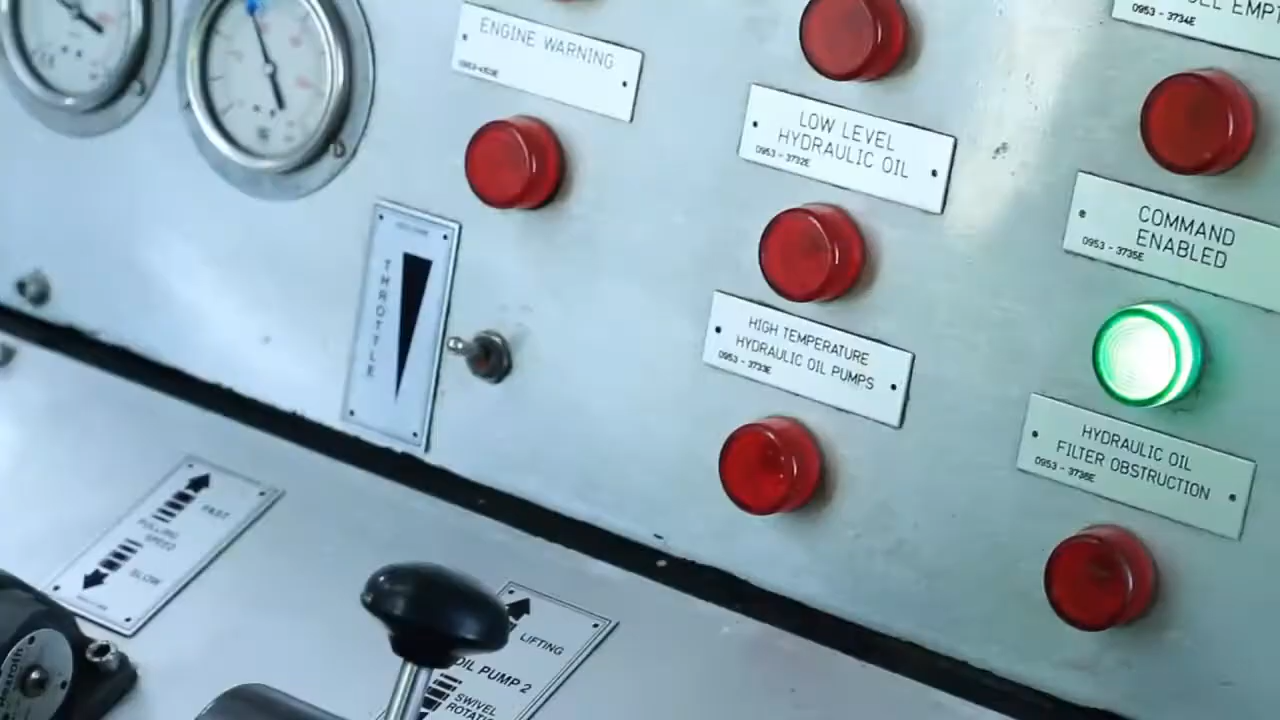 ENGINE WARNING
LOW LEVEL
HYDRAULIC OIL
0953 - 3732E
0953 - 3734E
COMMAND
ENABLED
0953 - 3735E
HIGH TEMPERATURE
HYDRAULIC OIL PUMPS
0953 - 3733E
HYDRAULIC OIL
FILTER OBSTRUCTION
0953 - 3736E
THROTTLE
FAST
PULLING
SPEED
SLOW
LIFTING
OIL PUMP 2
SWIVEL